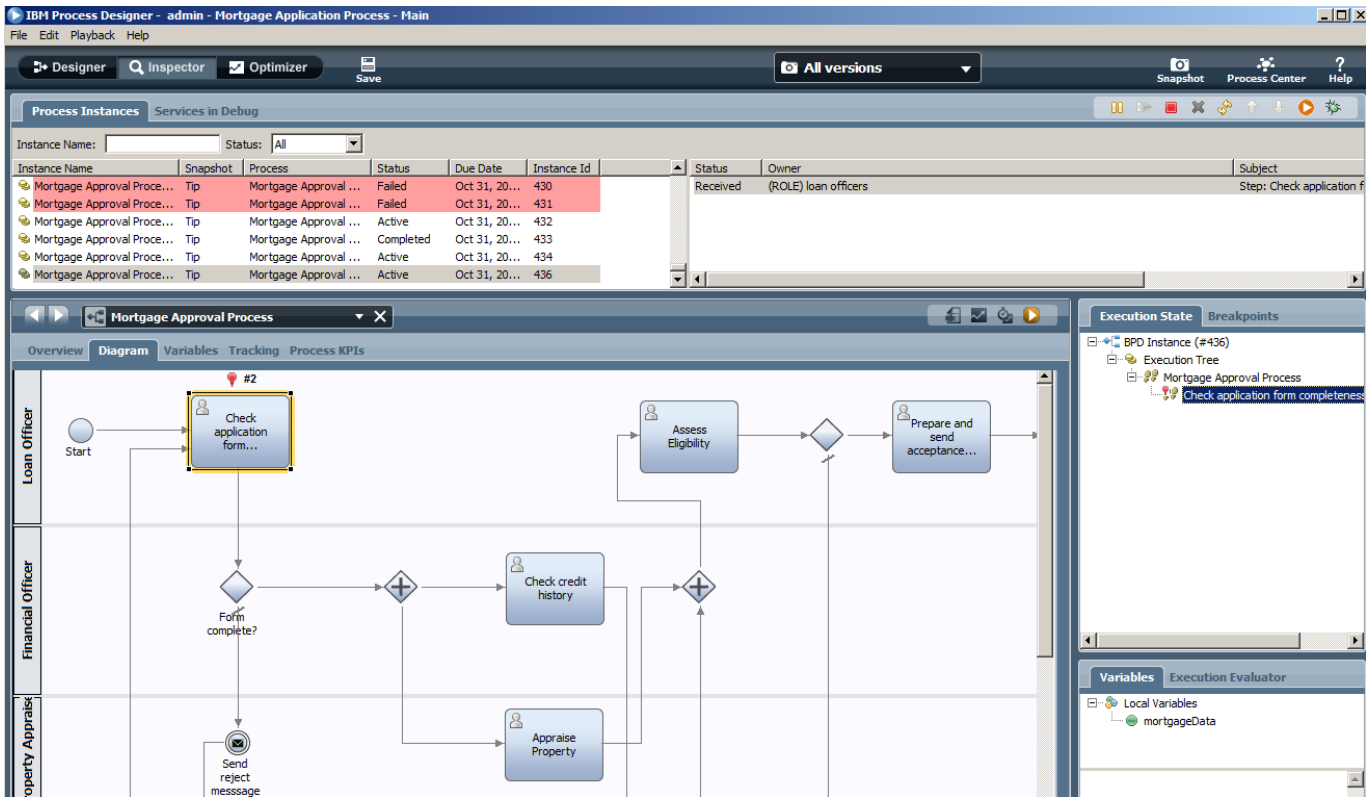 IBM Process Designer - admin - Mortgage Application Process - Main
File Edit Playback Help
Designer Inspector Optimizer Save All versions Snapshot Process Center Help
Process Instances Services in Debug
Instance Name: Status: All
Instance Name Snapshot Process Status Due Date Instance Id Status Owner Subject
Mortgage Approval Proce... Tip Mortgage Approval ... Failed Oct 31, 20... 430 Received (ROLE) loan officers Step: Check application f
Mortgage Approval Proce... Tip Mortgage Approval ... Failed Oct 31, 20... 431
Mortgage Approval Proce... Tip Mortgage Approval ... Active Oct 31, 20... 432
Mortgage Approval Proce... Tip Mortgage Approval ... Completed Oct 31, 20... 433
Mortgage Approval Proce... Tip Mortgage Approval ... Active Oct 31, 20... 434
Mortgage Approval Proce... Tip Mortgage Approval ... Active Oct 31, 20... 436
Mortgage Approval Process
Overview Diagram Variables Tracking Process KPIs
Loan Officer
#2
Start
Check
application
form...
Assess
Eligibility
Prepare and
send
acceptance...
Financial Officer
Form
complete?
Check credit
history
Property Appraise
Send
reject
messsage
Appraise
Property
Execution State Breakpoints
BPD Instance (#436)
Execution Tree
Mortgage Approval Process
Check application form completeness
Variables Execution Evaluator
Local Variables
mortgageData